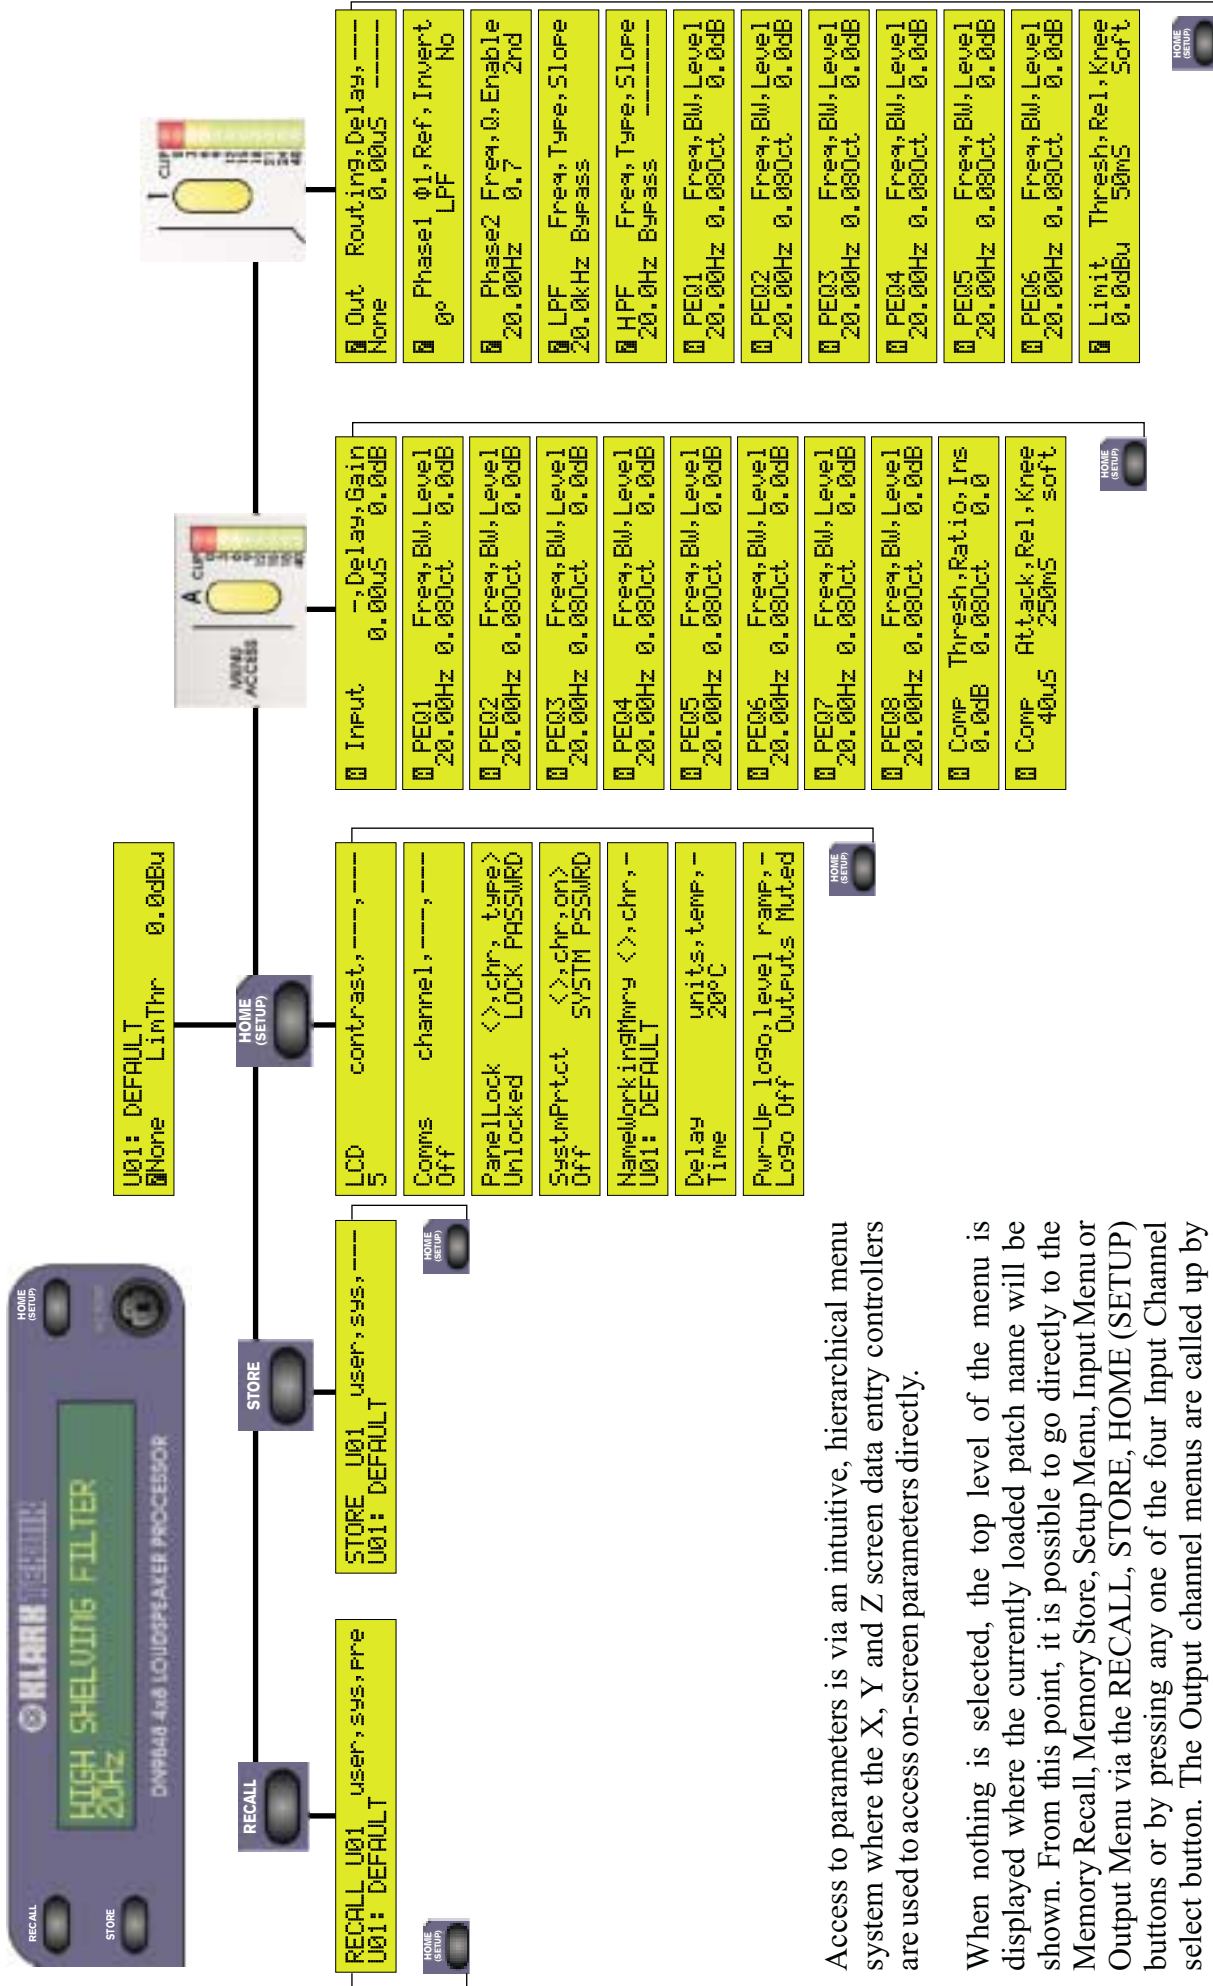 RECALL
STORE
HOME
(SETUP)
KLARK TEKNIK
HIGH SHELVING FILTER
20Hz
DN9848 4x8 LOUDSPEAKER PROCESSOR
U01: DEFAULT
None LimThr 0.0dBu
RECALL
STORE
HOME
(SETUP)
MENU
ACCESS
A
CLIP
1
CLIP
RECALL U01 user,sys,pre
U01: DEFAULT
HOME
(SETUP)
STORE U01 user,sys,---
U01: DEFAULT
HOME
(SETUP)
LCD contrast,---,---
5
Comms channel,---,---
Off
PanelLock <>,chr, type>
Unlocked LOCK PASSWRD
SystmPrtct <>,chr,on>
Off SYSTM PSSWRD
NameWorkingMmry <>,chr,-
U01: DEFAULT
Delay units,temp,-
Time 20°C
Pwr-Up logo,level ramp,-
Logo Off Outputs Muted
HOME
(SETUP)
Input -,Delay,Gain
0.00uS 0.0dB
PEQ1 Freq,BW,Level
20.00Hz 0.08Oct 0.0dB
PEQ2 Freq,BW,Level
20.00Hz 0.08Oct 0.0dB
PEQ3 Freq,BW,Level
20.00Hz 0.08Oct 0.0dB
PEQ4 Freq,BW,Level
20.00Hz 0.08Oct 0.0dB
PEQ5 Freq,BW,Level
20.00Hz 0.08Oct 0.0dB
PEQ6 Freq,BW,Level
20.00Hz 0.08Oct 0.0dB
PEQ7 Freq,BW,Level
20.00Hz 0.08Oct 0.0dB
PEQ8 Freq,BW,Level
20.00Hz 0.08Oct 0.0dB
Comp Thresh,Ratio,Ins
0.0dB 0.08Oct 0.0
Comp Attack,Rel,Knee
40uS 250mS soft
HOME
(SETUP)
Out Routing,Delay,---
None 0.00uS -----
Phase1 Φ1,Ref,Invert
0° LPF No
Phase2 Freq,Q,Enable
20.00Hz 0.7 2nd
LPF Freq,Type,Slope
20.0kHz Bypass
HPF Freq,Type,Slope
20.0Hz Bypass ------
PEQ1 Freq,BW,Level
20.00Hz 0.08Oct 0.0dB
PEQ2 Freq,BW,Level
20.00Hz 0.08Oct 0.0dB
PEQ3 Freq,BW,Level
20.00Hz 0.08Oct 0.0dB
PEQ4 Freq,BW,Level
20.00Hz 0.08Oct 0.0dB
PEQ5 Freq,BW,Level
20.00Hz 0.08Oct 0.0dB
PEQ6 Freq,BW,Level
20.00Hz 0.08Oct 0.0dB
Limit Thresh,Rel,Knee
0.0dBu 50mS Soft
HOME
(SETUP)
Access to parameters is via an intuitive, hierarchical menu
system where the X, Y and Z screen data entry controllers
are used to access on-screen parameters directly.
When nothing is selected, the top level of the menu is
displayed where the currently loaded patch name will be
shown. From this point, it is possible to go directly to the
Memory Recall, Memory Store, Setup Menu, Input Menu or
Output Menu via the RECALL, STORE, HOME (SETUP)
buttons or by pressing any one of the four Input Channel
select button. The Output channel menus are called up by